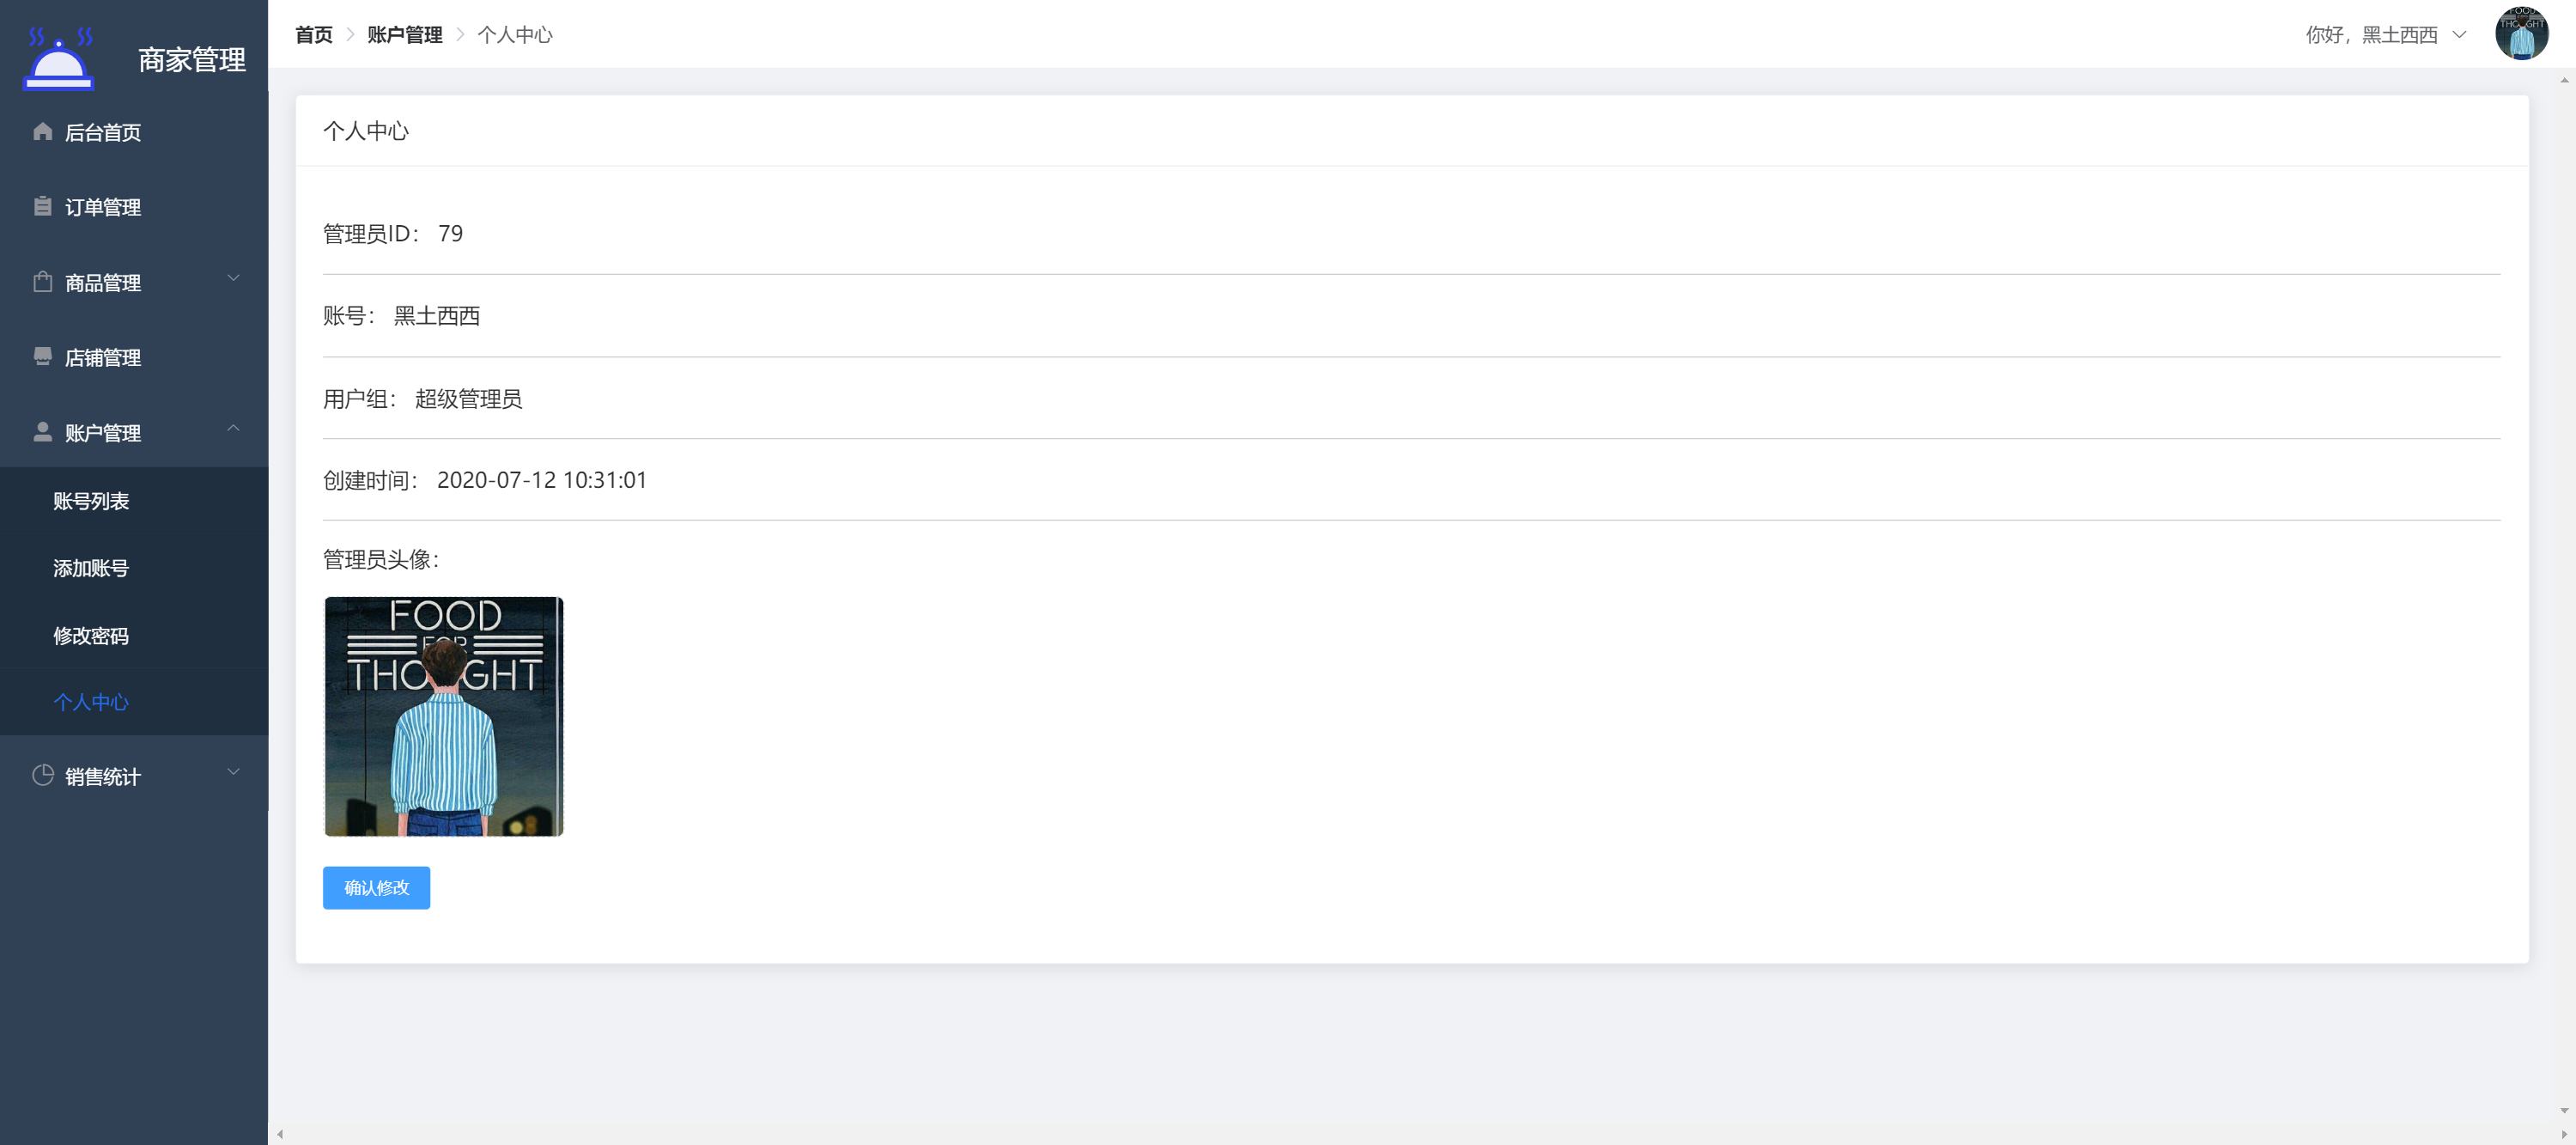 商家管理
后台首页
订单管理
商品管理
店铺管理
账户管理
账号列表
添加账号
修改密码
个人中心
销售统计
首页 账户管理 个人中心
你好，黑土西西
FOOD
THOUGHT
个人中心
管理员ID： 79
账号： 黑土西西
用户组： 超级管理员
创建时间： 2020-07-12 10:31:01
管理员头像：
FOOD
FOR
THOUGHT
确认修改